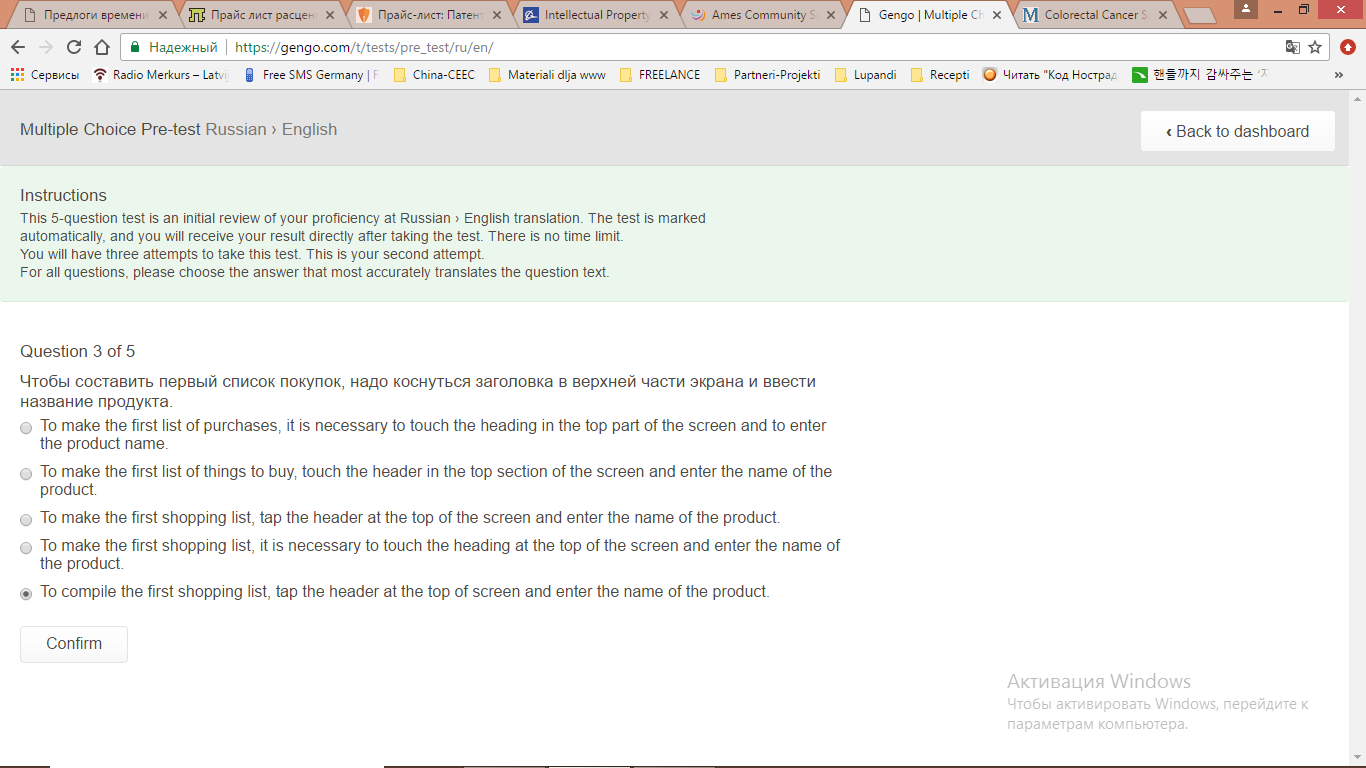 Предлоги времени
Прайс лист расцен
Прайс-лист: Патент
Intellectual Property
Ames Community S
Gengo | Multiple Ch
Colorectal Cancer S
Надежный https://gengo.com/t/tests/pre_test/ru/en/
Сервисы Radio Merkurs – Latvij Free SMS Germany | F China-CEEC Materiali dlja www FREELANCE Partneri-Projekti Lupandi Recepti Читать "Код Нострад 핸들까지 감싸주는 »
Multiple Choice Pre-test Russian › English
‹ Back to dashboard
Instructions
This 5-question test is an initial review of your proficiency at Russian › English translation. The test is marked
automatically, and you will receive your result directly after taking the test. There is no time limit.
You will have three attempts to take this test. This is your second attempt.
For all questions, please choose the answer that most accurately translates the question text.
Question 3 of 5
Чтобы составить первый список покупок, надо коснуться заголовка в верхней части экрана и ввести
название продукта.
To make the first list of purchases, it is necessary to touch the heading in the top part of the screen and to enter
the product name.
To make the first list of things to buy, touch the header in the top section of the screen and enter the name of the
product.
To make the first shopping list, tap the header at the top of the screen and enter the name of the product.
To make the first shopping list, it is necessary to touch the heading at the top of the screen and enter the name of
the product.
To compile the first shopping list, tap the header at the top of screen and enter the name of the product.
Confirm
Активация Windows
Чтобы активировать Windows, перейдите к
параметрам компьютера.